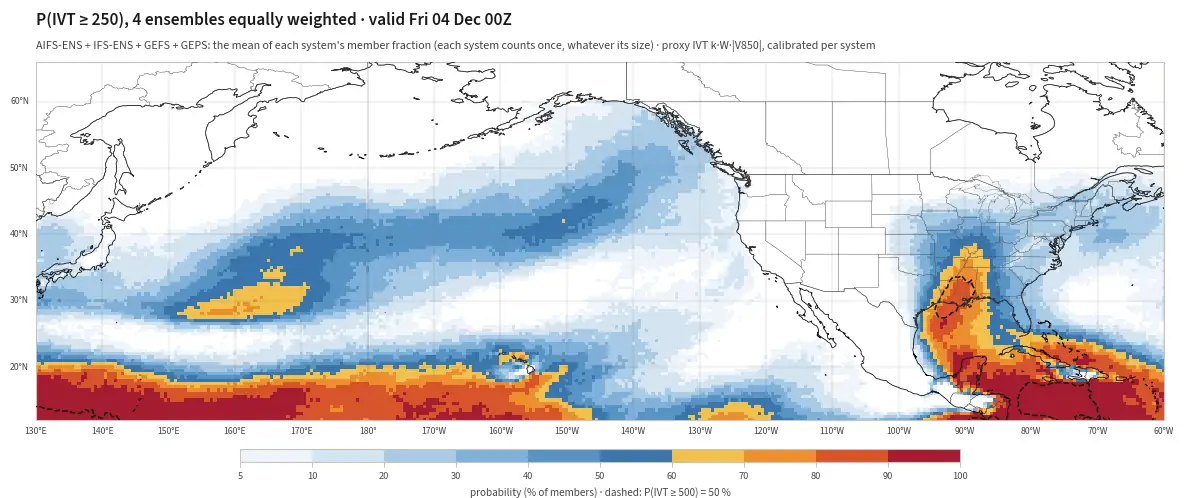 P(IVT ≥ 250), 4 ensembles equally weighted · valid Fri 04 Dec 00Z
AIFS-ENS + IFS-ENS + GEFS + GEPS: the mean of each system's member fraction (each system counts once, whatever its size) · proxy IVT k·W·|V850|, calibrated per system
60°N
50°N
40°N
30°N
20°N
130°E 140°E 150°E 160°E 170°E 180° 170°W 160°W 150°W 140°W 130°W 120°W 110°W 100°W 90°W 80°W 70°W 60°W
5 10 20 30 40 50 60 70 80 90 100
probability (% of members) · dashed: P(IVT ≥ 500) = 50 %